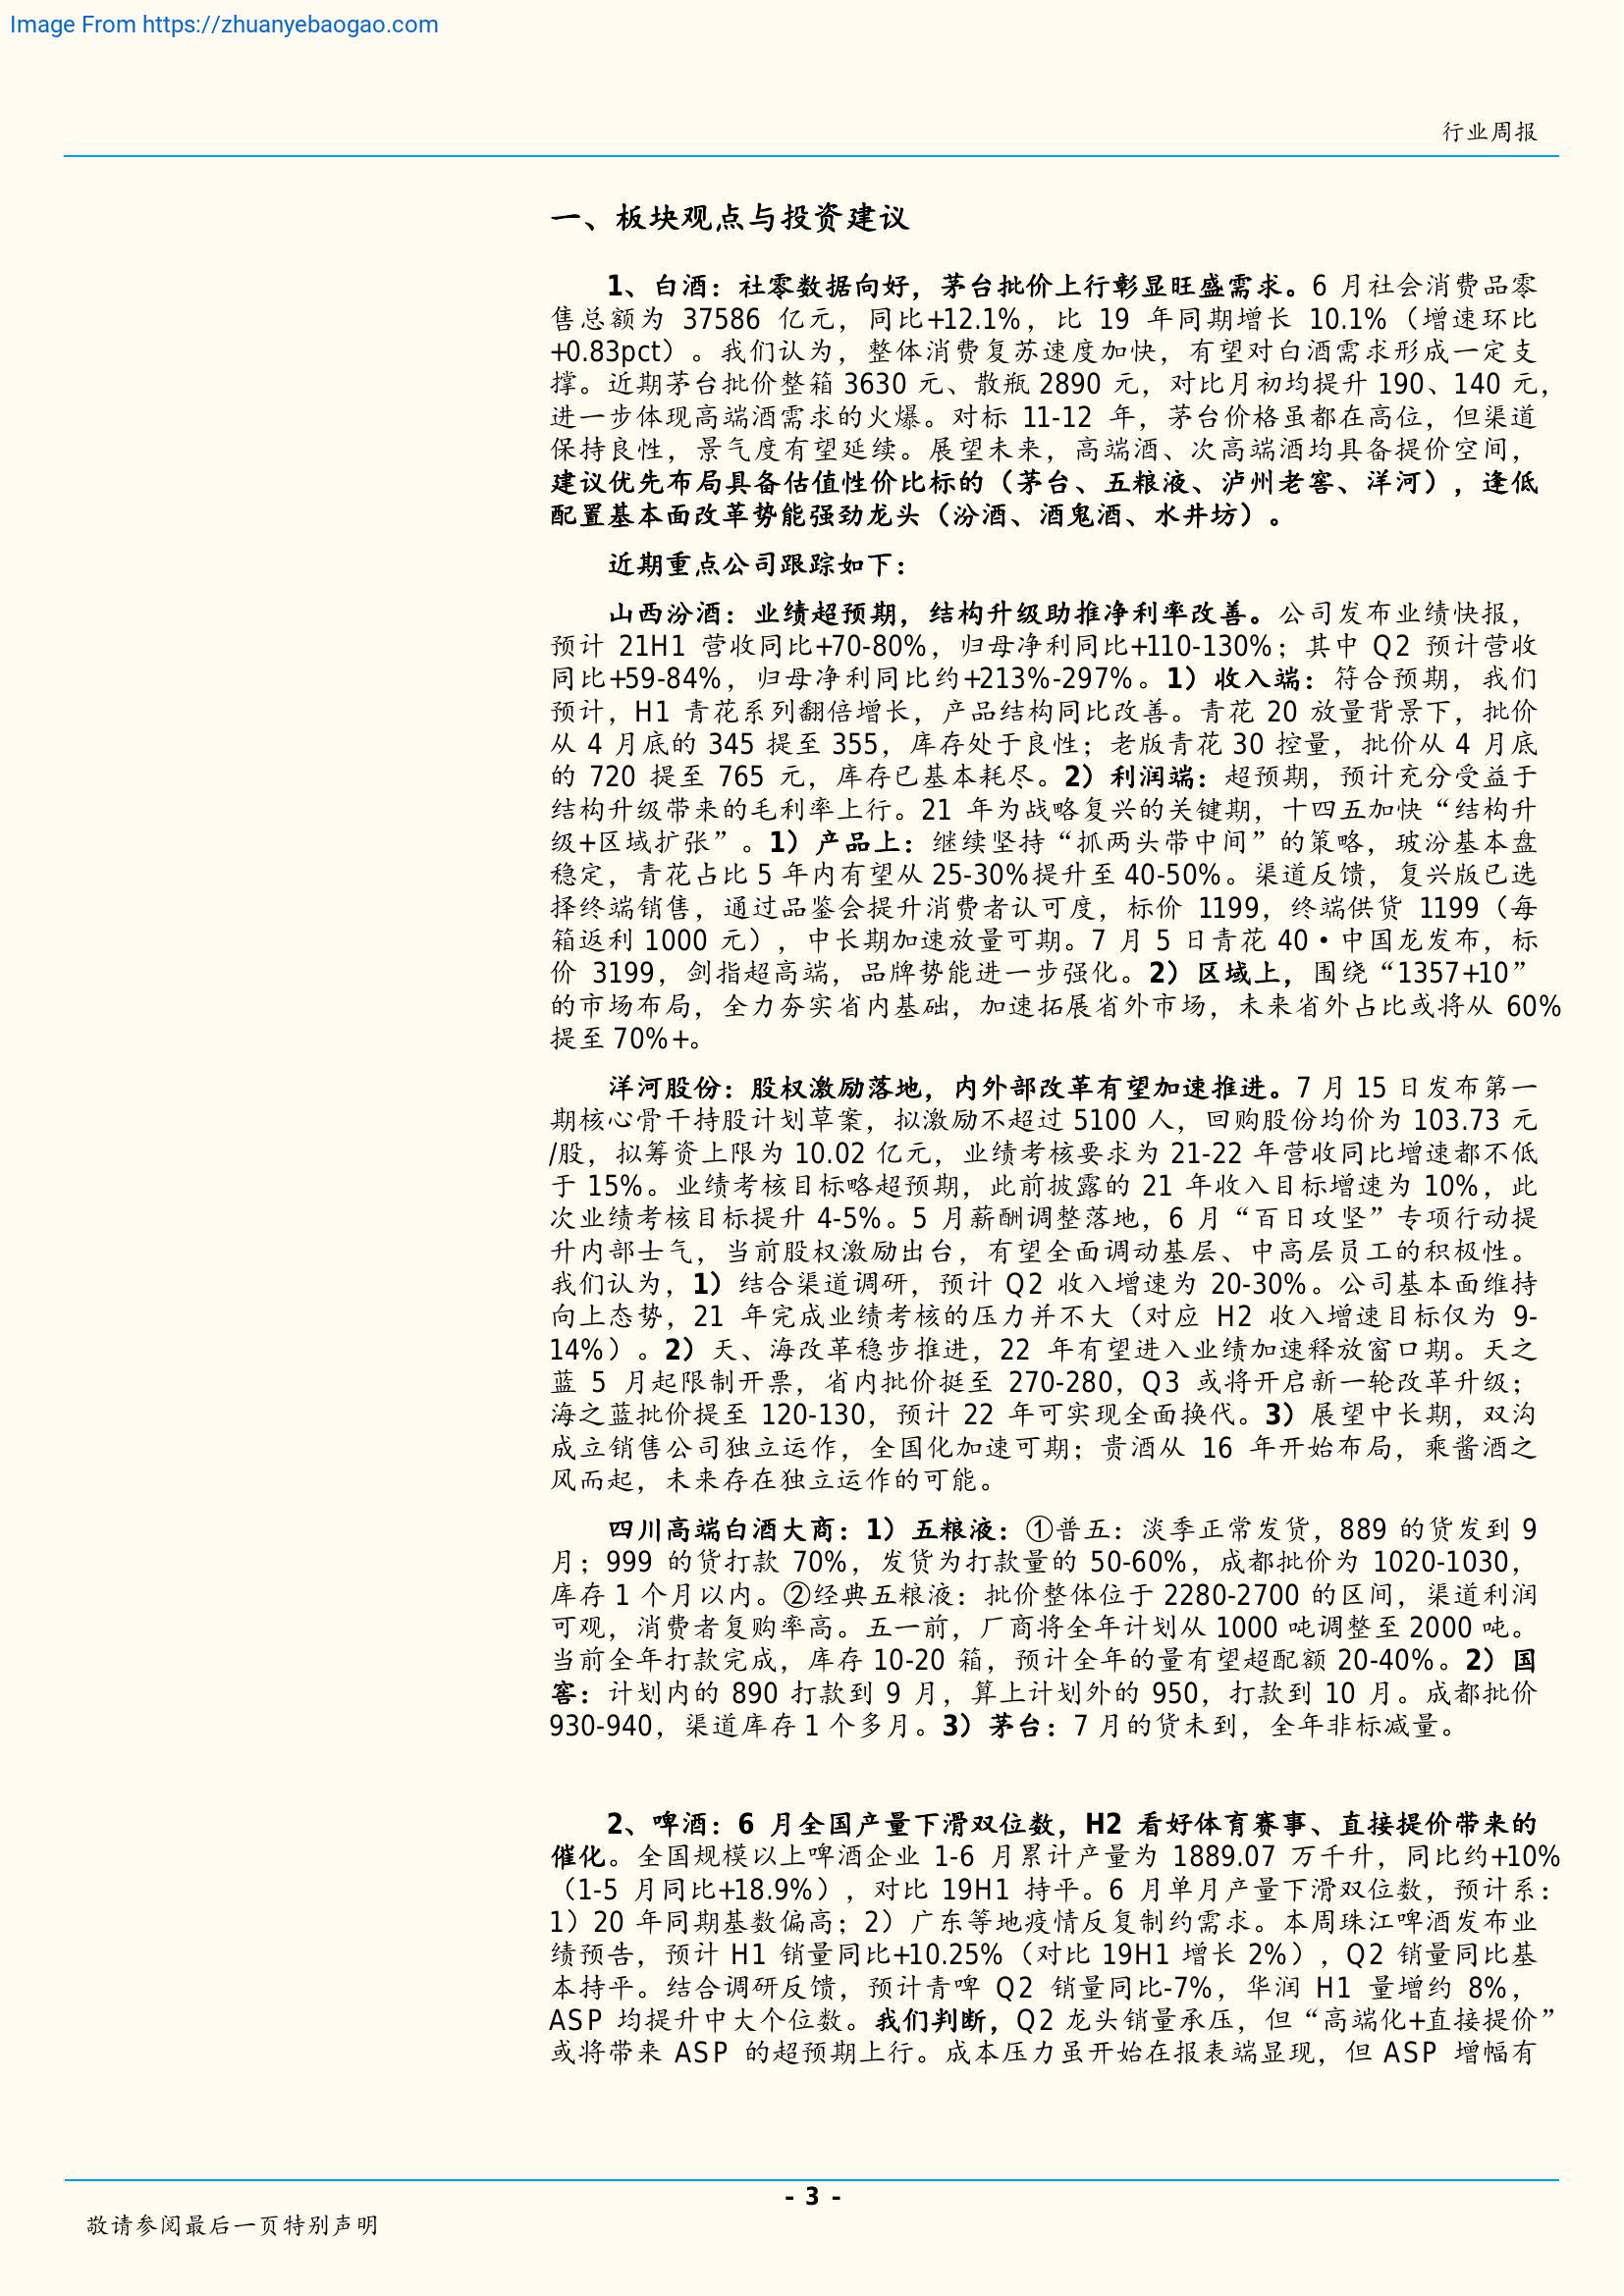 Image From https://zhuanyebaogao.com
行业周报
一、板块观点与投资建议
1、白酒：社零数据向好，茅台批价上行彰显旺盛需求。6 月社会消费品零
售总额为 37586 亿元，同比+12.1%，比 19 年同期增长 10.1%（增速环比
+0.83pct）。我们认为，整体消费复苏速度加快，有望对白酒需求形成一定支
撑。近期茅台批价整箱 3630 元、散瓶 2890 元，对比月初均提升 190、140 元，
进一步体现高端酒需求的火爆。对标 11-12 年，茅台价格虽都在高位，但渠道
保持良性，景气度有望延续。展望未来，高端酒、次高端酒均具备提价空间，
建议优先布局具备估值性价比标的（茅台、五粮液、泸州老窖、洋河），逢低
配置基本面改革势能强劲龙头（汾酒、酒鬼酒、水井坊）。
近期重点公司跟踪如下：
山西汾酒：业绩超预期，结构升级助推净利率改善。公司发布业绩快报，
预计 21H1 营收同比+70-80%，归母净利同比+110-130%；其中 Q2 预计营收
同比+59-84%，归母净利同比约+213%-297%。1）收入端：符合预期，我们
预计，H1 青花系列翻倍增长，产品结构同比改善。青花 20 放量背景下，批价
从 4 月底的 345 提至 355，库存处于良性；老版青花 30 控量，批价从 4 月底
的 720 提至 765 元，库存已基本耗尽。2）利润端：超预期，预计充分受益于
结构升级带来的毛利率上行。21 年为战略复兴的关键期，十四五加快“结构升
级+区域扩张”。1）产品上：继续坚持“抓两头带中间”的策略，玻汾基本盘
稳定，青花占比 5 年内有望从 25-30%提升至 40-50%。渠道反馈，复兴版已选
择终端销售，通过品鉴会提升消费者认可度，标价 1199，终端供货 1199（每
箱返利 1000 元），中长期加速放量可期。7 月 5 日青花 40•中国龙发布，标
价 3199，剑指超高端，品牌势能进一步强化。2）区域上，围绕“1357+10”
的市场布局，全力夯实省内基础，加速拓展省外市场，未来省外占比或将从 60%
提至 70%+。
洋河股份：股权激励落地，内外部改革有望加速推进。7 月 15 日发布第一
期核心骨干持股计划草案，拟激励不超过 5100 人，回购股份均价为 103.73 元
/股，拟筹资上限为 10.02 亿元，业绩考核要求为 21-22 年营收同比增速都不低
于 15%。业绩考核目标略超预期，此前披露的 21 年收入目标增速为 10%，此
次业绩考核目标提升 4-5%。5 月薪酬调整落地，6 月“百日攻坚”专项行动提
升内部士气，当前股权激励出台，有望全面调动基层、中高层员工的积极性。
我们认为，1）结合渠道调研，预计 Q2 收入增速为 20-30%。公司基本面维持
向上态势，21 年完成业绩考核的压力并不大（对应 H2 收入增速目标仅为 9-
14%）。2）天、海改革稳步推进，22 年有望进入业绩加速释放窗口期。天之
蓝 5 月起限制开票，省内批价挺至 270-280，Q3 或将开启新一轮改革升级；
海之蓝批价提至 120-130，预计 22 年可实现全面换代。3）展望中长期，双沟
成立销售公司独立运作，全国化加速可期；贵酒从 16 年开始布局，乘酱酒之
风而起，未来存在独立运作的可能。
四川高端白酒大商：1）五粮液：①普五：淡季正常发货，889 的货发到 9
月；999 的货打款 70%，发货为打款量的 50-60%，成都批价为 1020-1030，
库存 1 个月以内。②经典五粮液：批价整体位于 2280-2700 的区间，渠道利润
可观，消费者复购率高。五一前，厂商将全年计划从 1000 吨调整至 2000 吨。
当前全年打款完成，库存 10-20 箱，预计全年的量有望超配额 20-40%。2）国
窖：计划内的 890 打款到 9 月，算上计划外的 950，打款到 10 月。成都批价
930-940，渠道库存 1 个多月。3）茅台：7 月的货未到，全年非标减量。
2、啤酒：6 月全国产量下滑双位数，H2 看好体育赛事、直接提价带来的
催化。全国规模以上啤酒企业 1-6 月累计产量为 1889.07 万千升，同比约+10%
（1-5 月同比+18.9%），对比 19H1 持平。6 月单月产量下滑双位数，预计系：
1）20 年同期基数偏高；2）广东等地疫情反复制约需求。本周珠江啤酒发布业
绩预告，预计 H1 销量同比+10.25%（对比 19H1 增长 2%），Q2 销量同比基
本持平。结合调研反馈，预计青啤 Q2 销量同比-7%，华润 H1 量增约 8%，
ASP 均提升中大个位数。我们判断，Q2 龙头销量承压，但“高端化+直接提价”
或将带来 ASP 的超预期上行。成本压力虽开始在报表端显现，但 ASP 增幅有
- 3 -
敬请参阅最后一页特别声明